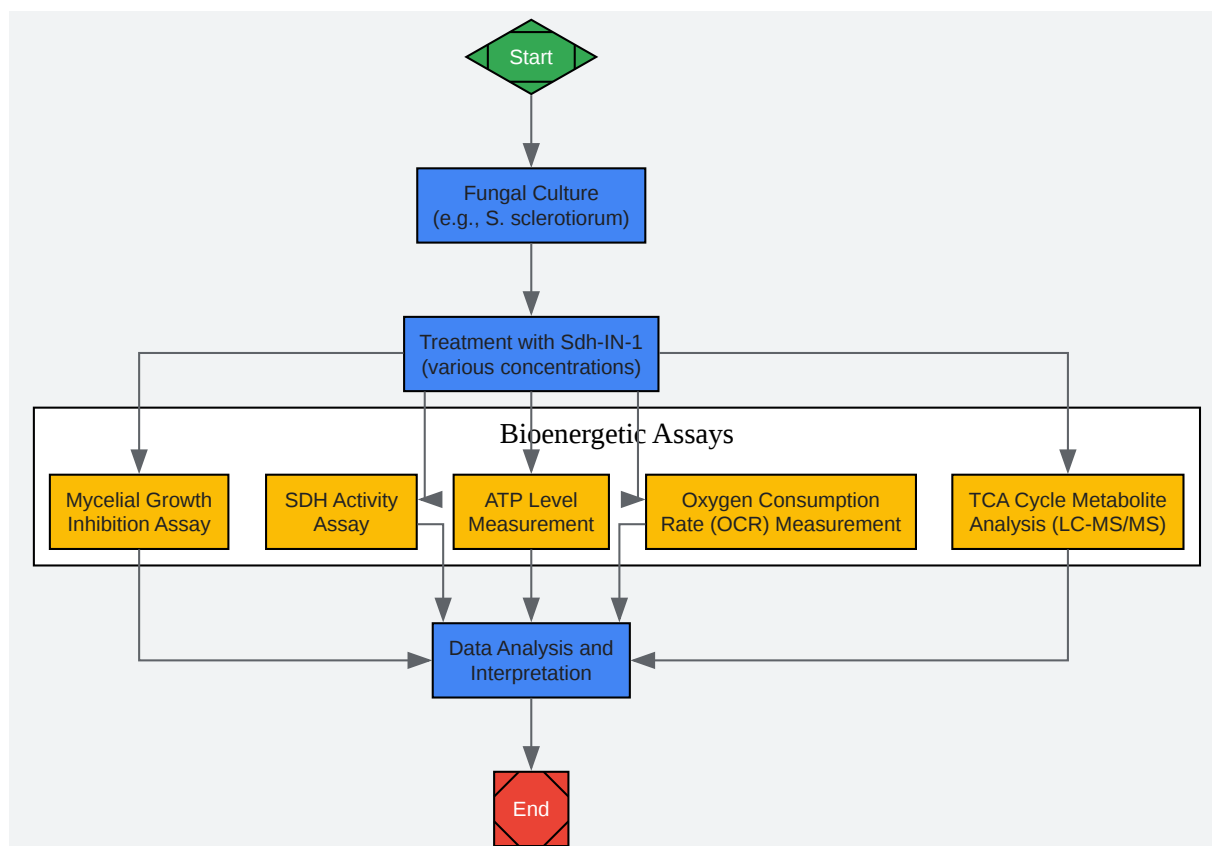 Start
Fungal Culture
(e.g., S. sclerotiorum)
Treatment with Sdh-IN-1
(various concentrations)
Bioenergetic Assays
Mycelial Growth
Inhibition Assay
SDH Activity
Assay
ATP Level
Measurement
Oxygen Consumption
Rate (OCR) Measurement
TCA Cycle Metabolite
Analysis (LC-MS/MS)
Data Analysis and
Interpretation
End